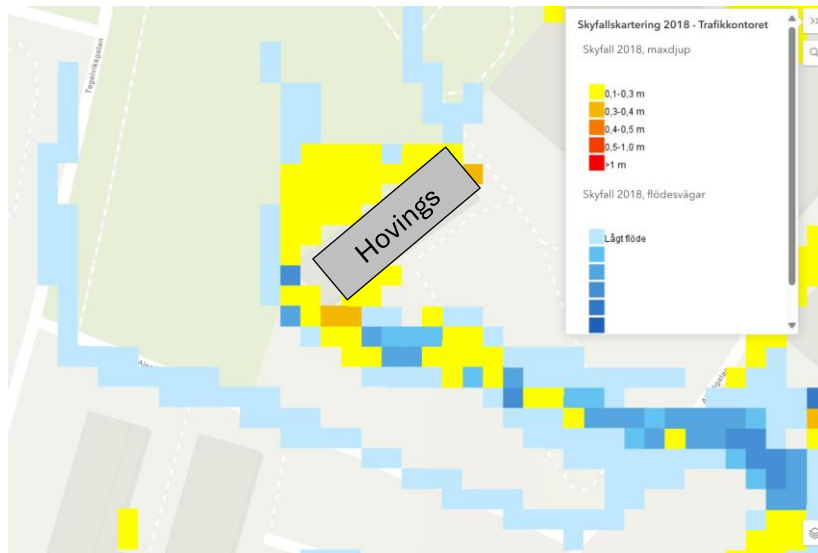 Skyfallskartering 2018 - Trafikkontoret
Skyfall 2018, maxdjup
0,1-0,3 m
0,3-0,4 m
0,4-0,5 m
0,5-1,0 m
>1 m
Skyfall 2018, flödesvägar
Lågt flöde
Tegelviksgatan
Hovings